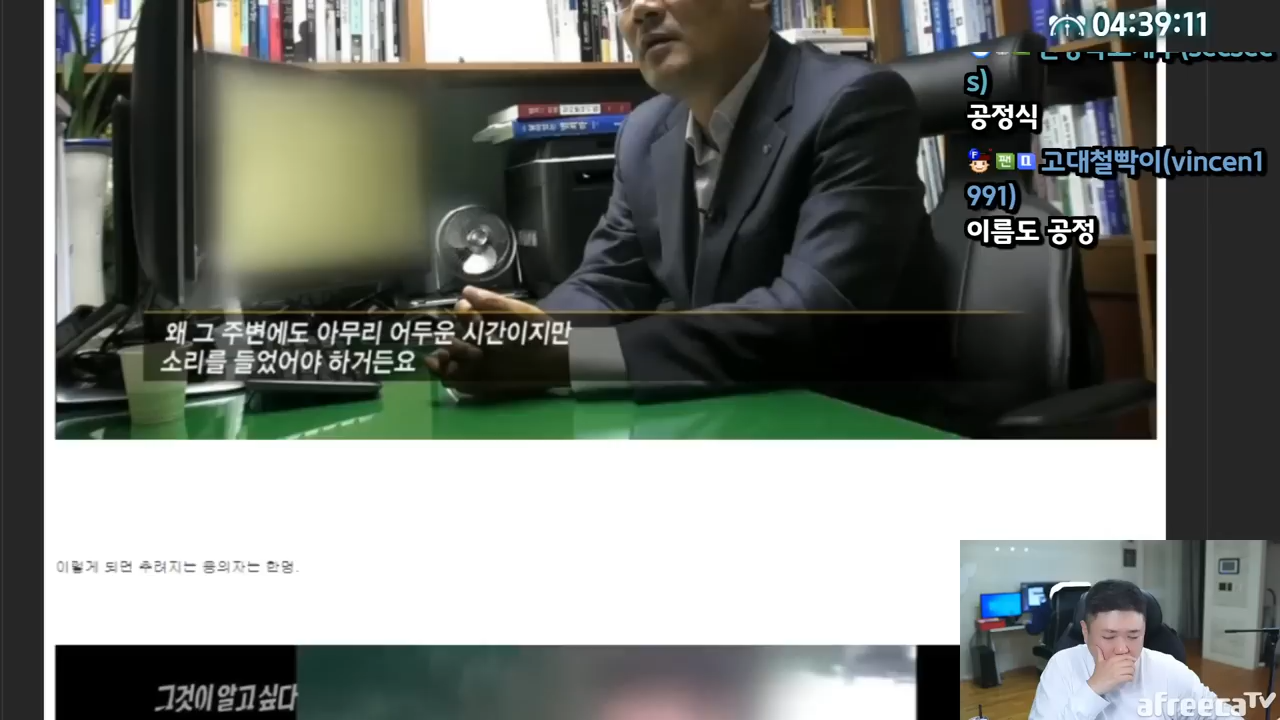 04:39:11
s)
공정식
팬 고대철빡이(vincen1
991)
이름도 공정
왜 그 주변에도 아무리 어두운 시간이지만
소리를 들었어야 하거든요
이렇게 되면 추려지는 용의자는 한명.
그것이 알고싶다
afreecaTV